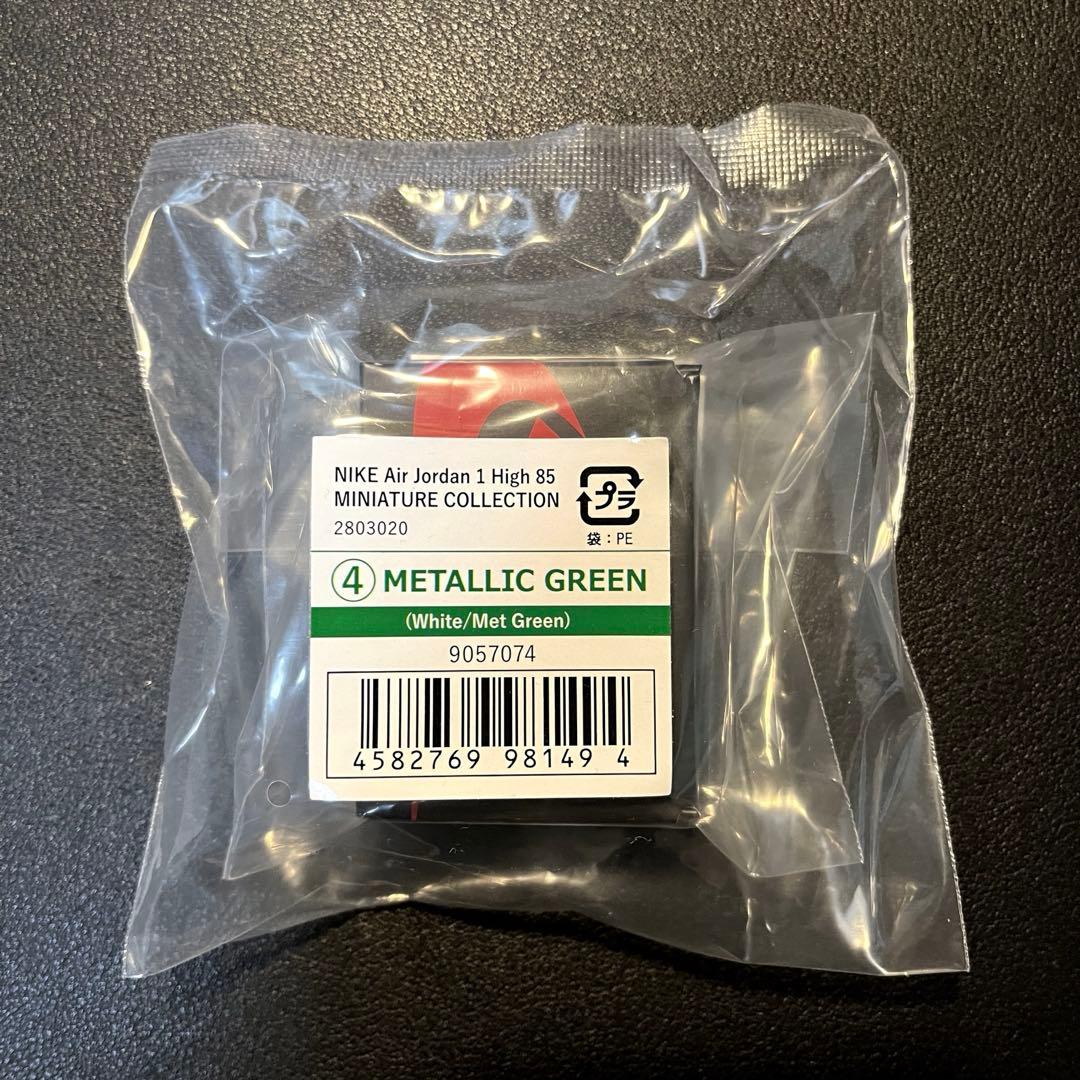 NIKE Air Jordan 1 High 85
MINIATURE COLLECTION
2803020
プラ
袋：PE
④ METALLIC GREEN
(White/Met Green)
9057074
4582769 98149 4